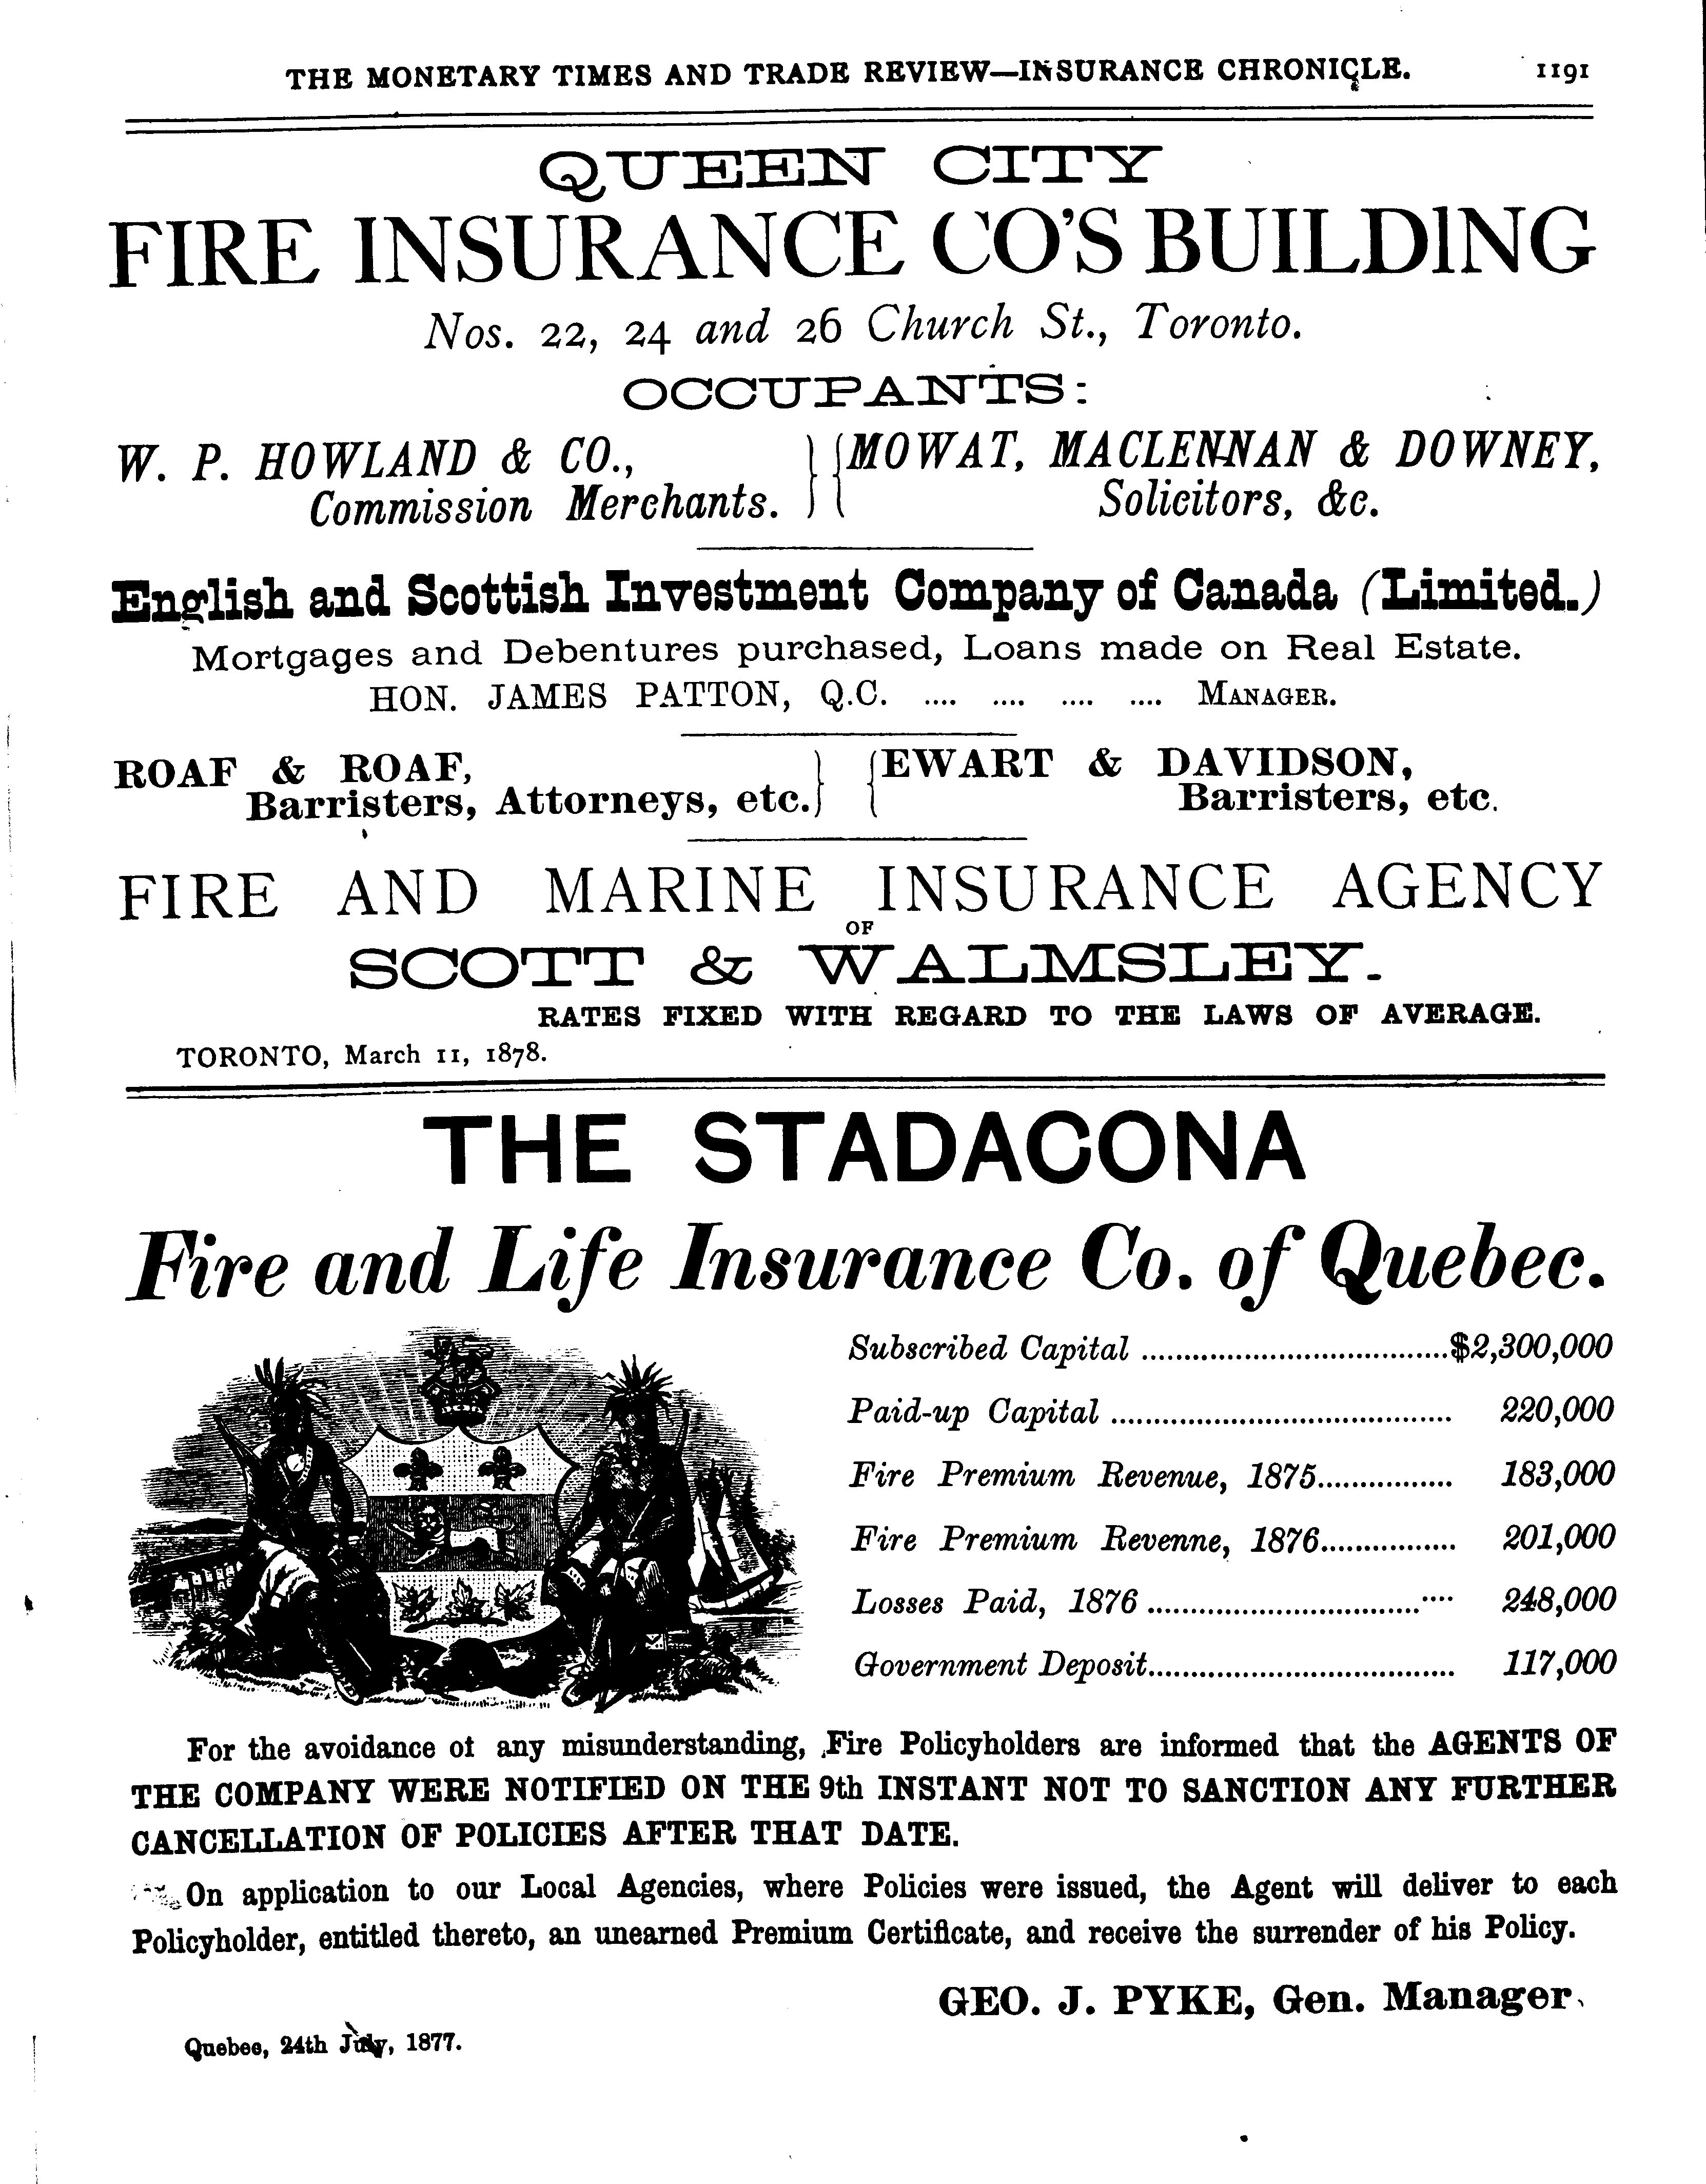 THE MONETARY TIMES AND TRADE REVIEW—INSURANCE CHRONICLE. 1191
QUEEN CITY
FIRE INSURANCE CO'S BUILDING
Nos. 22, 24 and 26 Church St., Toronto.
OCCUPANTS:
W. P. HOWLAND & CO.,
Commission Merchants.
MOWAT, MACLENNAN & DOWNEY,
Solicitors, &c.
English and Scottish Investment Company of Canada (Limited.)
Mortgages and Debentures purchased, Loans made on Real Estate.
HON. JAMES PATTON, Q.C. .... .... .... .... MANAGER.
ROAF & ROAF,
Barristers, Attorneys, etc.
EWART & DAVIDSON,
Barristers, etc.
FIRE AND MARINE INSURANCE AGENCY
OF
SCOTT & WALMSLEY.
RATES FIXED WITH REGARD TO THE LAWS OF AVERAGE.
TORONTO, March 11, 1878.
THE STADACONA
Fire and Life Insurance Co. of Quebec.
Subscribed Capital ....................................$2,300,000
Paid-up Capital ........................................ 220,000
Fire Premium Revenue, 1875................ 183,000
Fire Premium Revenne, 1876................ 201,000
Losses Paid, 1876 .................................... 248,000
Government Deposit.................................... 117,000
For the avoidance of any misunderstanding, Fire Policyholders are informed that the AGENTS OF
THE COMPANY WERE NOTIFIED ON THE 9th INSTANT NOT TO SANCTION ANY FURTHER
CANCELLATION OF POLICIES AFTER THAT DATE.
On application to our Local Agencies, where Policies were issued, the Agent will deliver to each
Policyholder, entitled thereto, an unearned Premium Certificate, and receive the surrender of his Policy.
GEO. J. PYKE, Gen. Manager.
Quebec, 24th July, 1877.